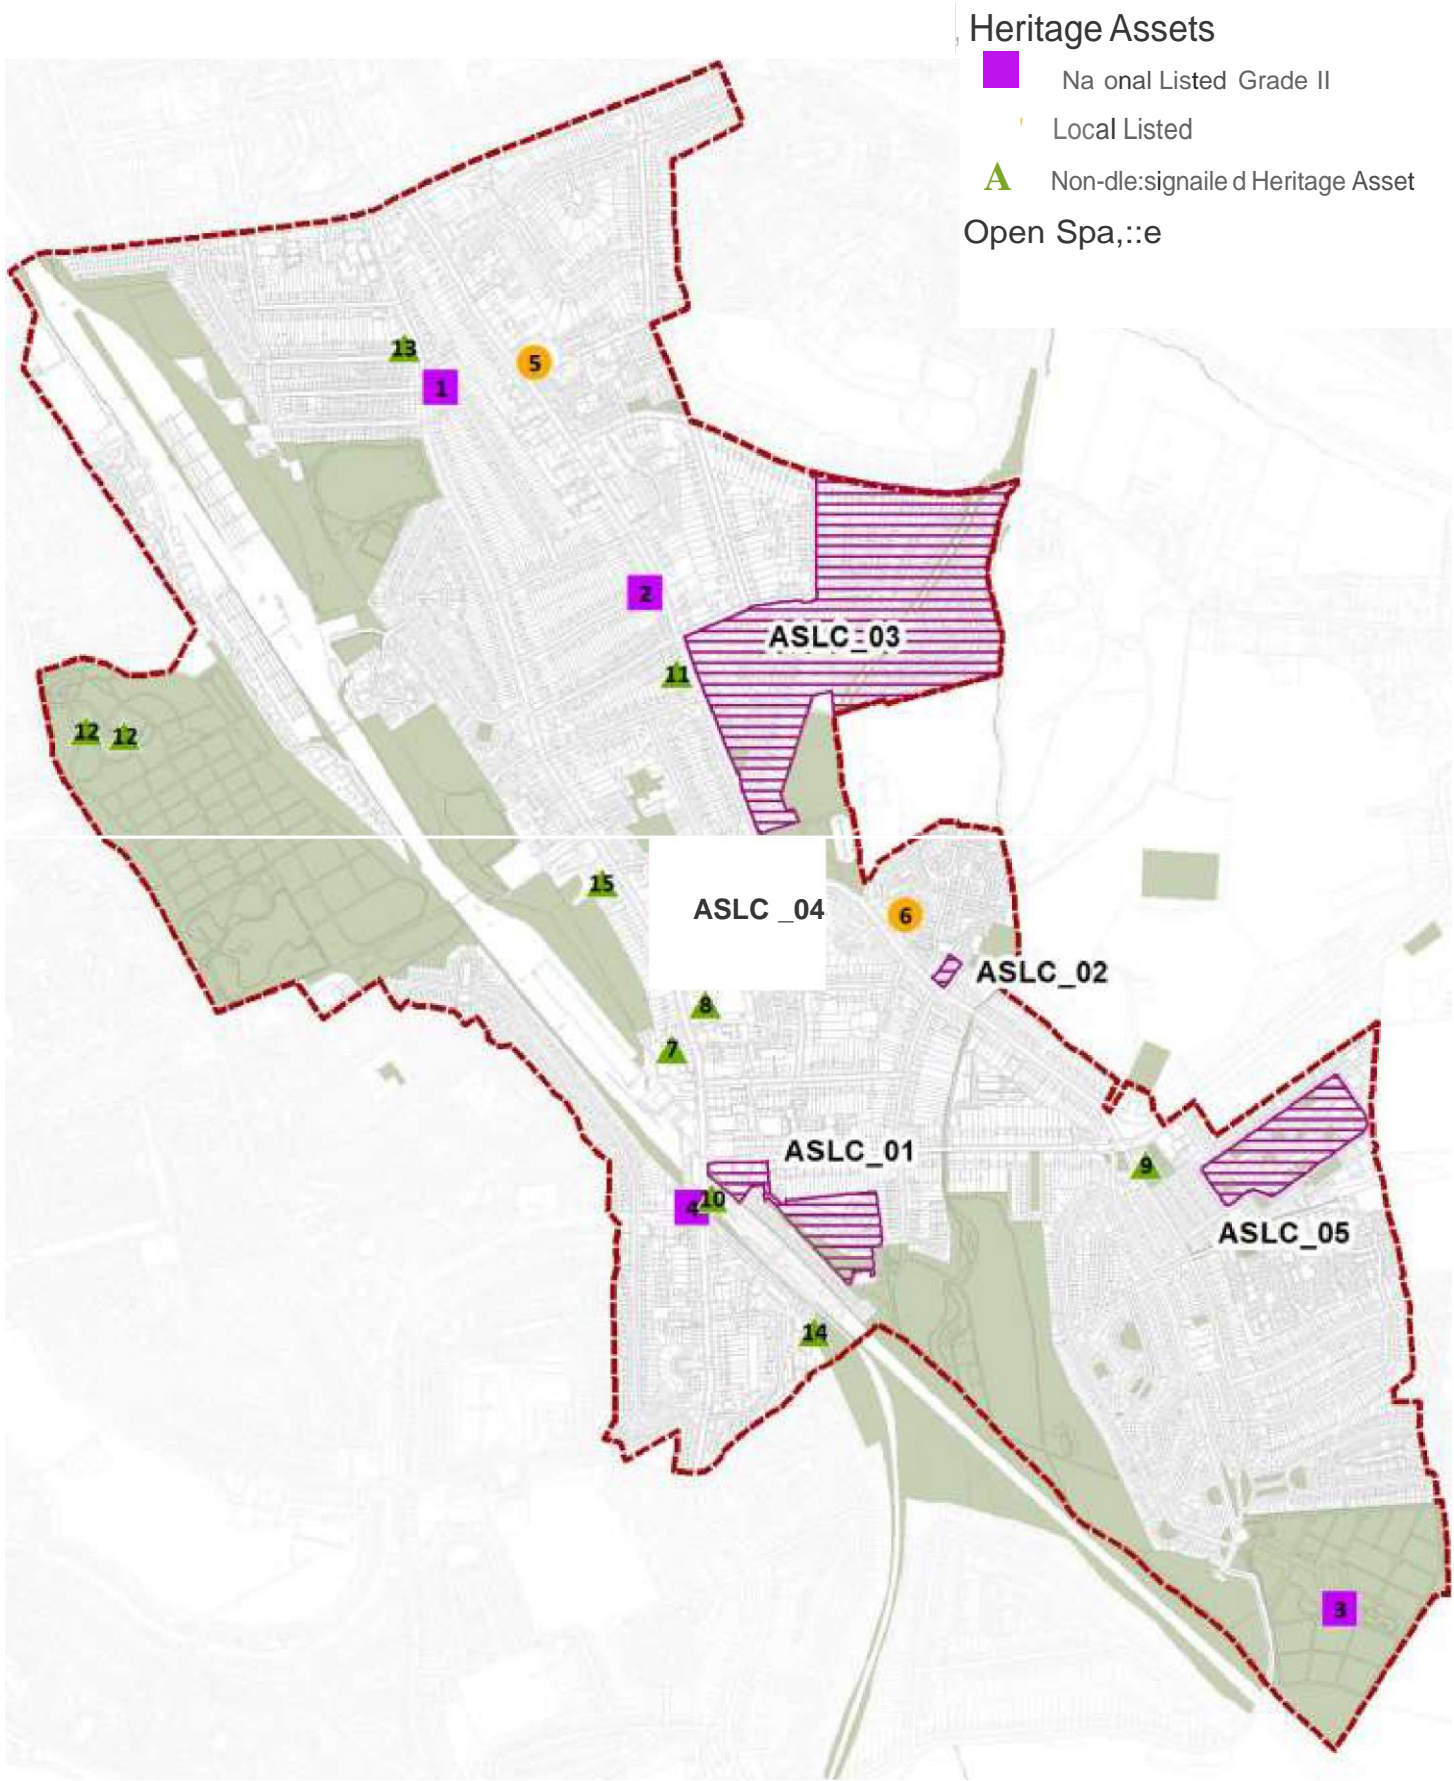 , Heritage Assets
Na onal Listed Grade II
' Local Listed
A Non-dle:signaile d Heritage Asset
Open Spa,::e
13
5
1
2
ASLC_03
11
12 12
15
ASLC _04
6
ASLC_02
8
7
ASLC_01
9
10
4
ASLC_05
14
3